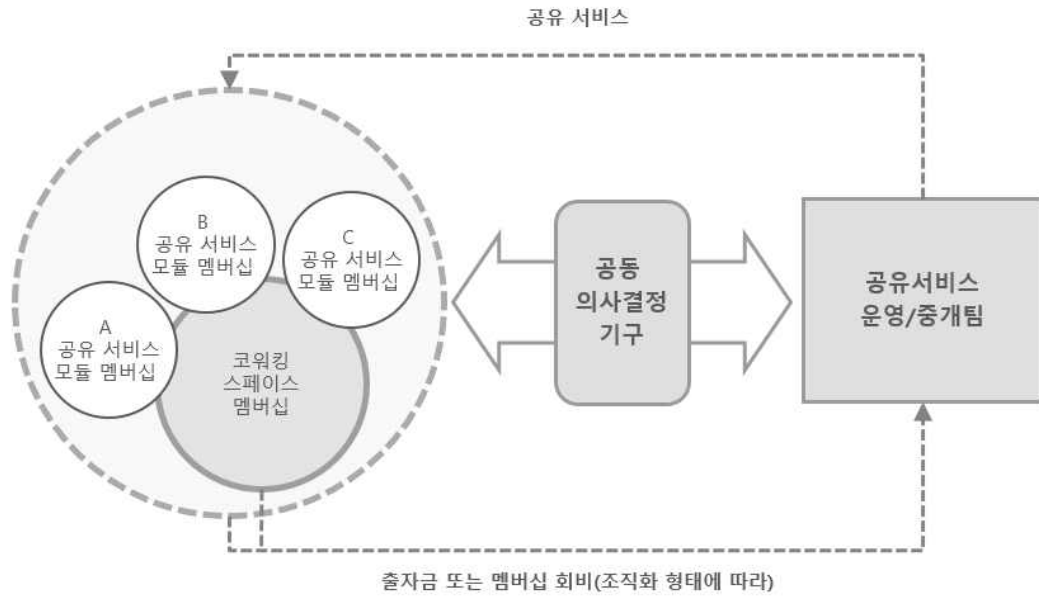 공유 서비스
B
공유 서비스
모듈 멤버십
C
공유 서비스
모듈 멤버십
A
공유 서비스
모듈 멤버십
코워킹
스페이스
멤버십
공동
의사결정
기구
공유서비스
운영/중개팀
출자금 또는 멤버십 회비(조직화 형태에 따라)